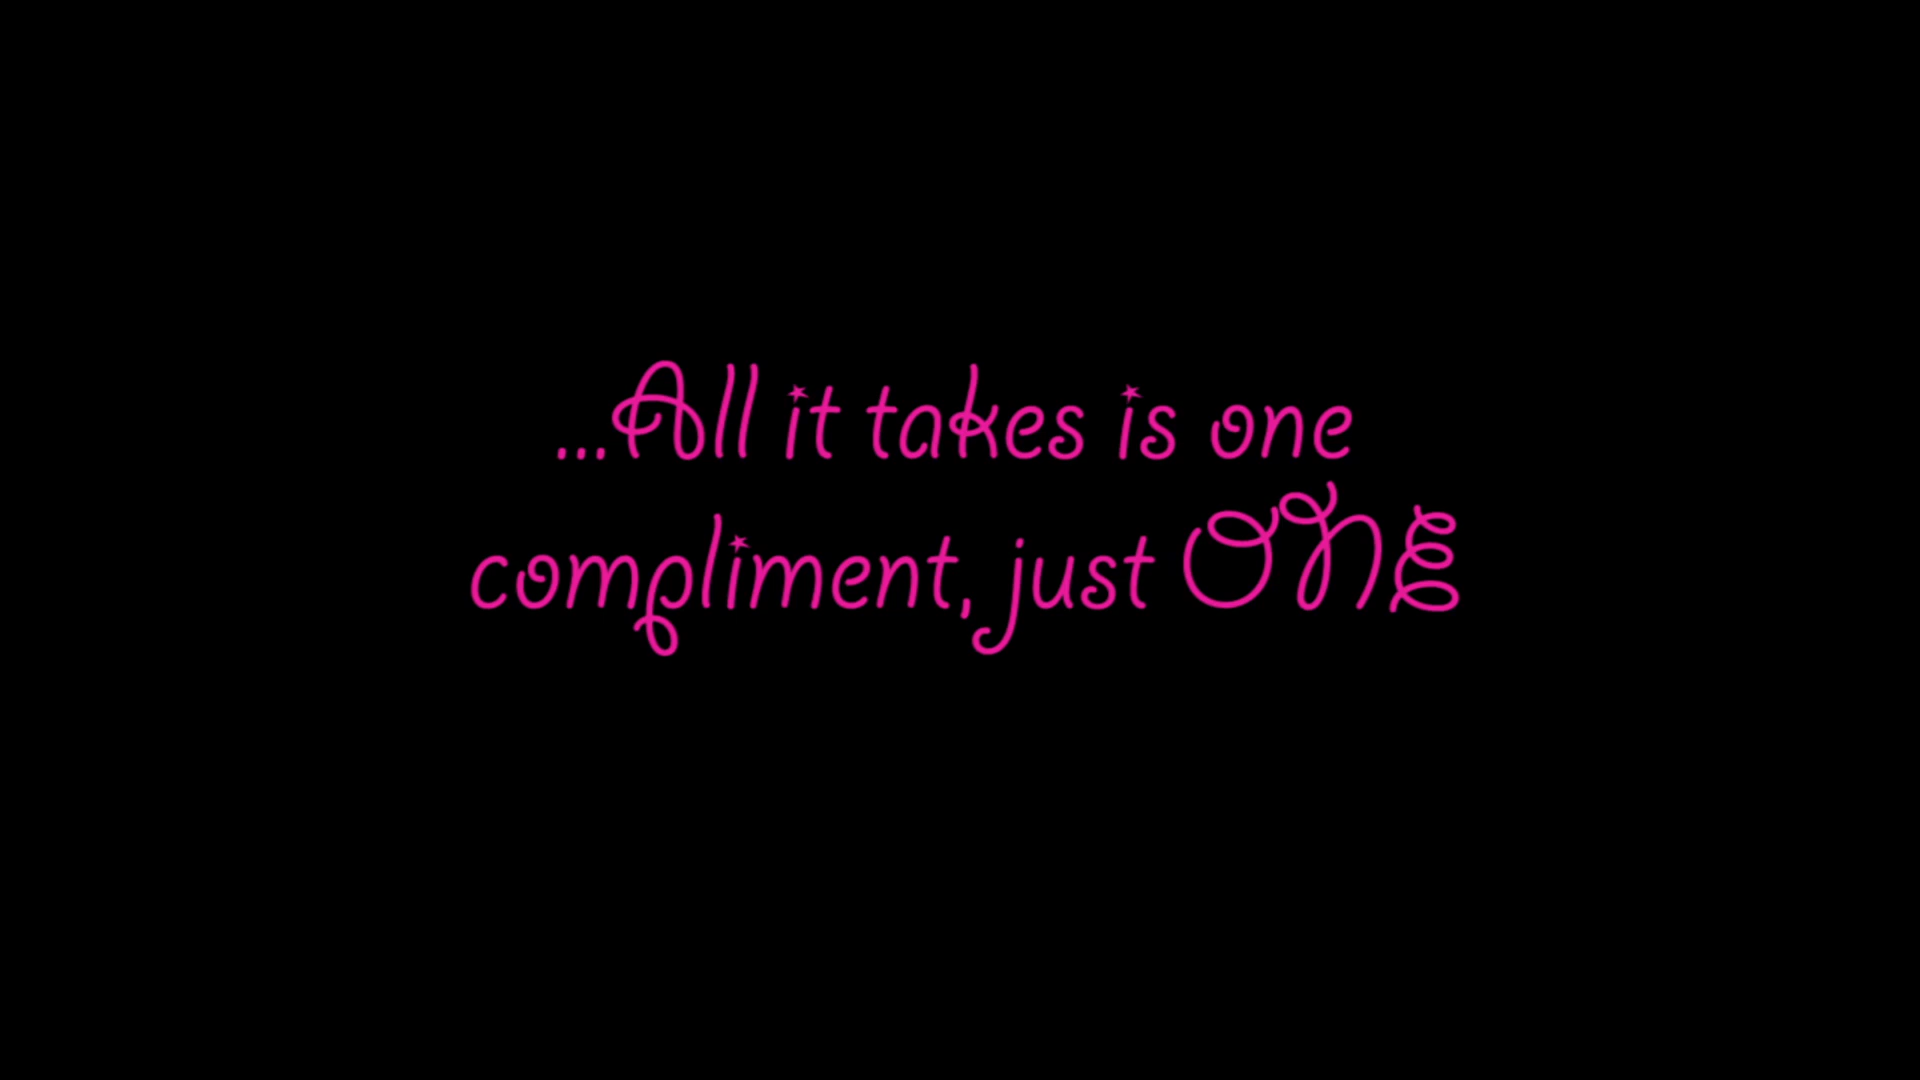 ...All it takes is one
compliment, just ONE